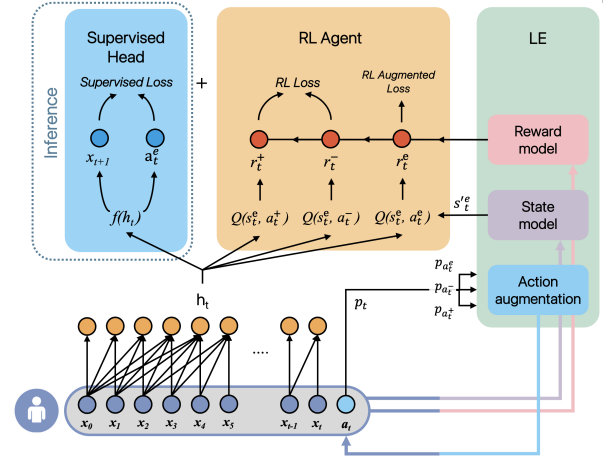 Inference
Supervised
Head
Supervised Loss
x_{t+1}
a_t^e
f(h_t)
+
RL Agent
RL Loss
RL Augmented
Loss
r_t^+
r_t^-
r_t^e
Q(s_t^e, a_t^+)
Q(s_t^e, a_t^-)
Q(s_t^e, a_t^e)
LE
Reward
model
s'_t^e
State
model
Action
augmentation
p_{a_t^e}
p_{a_t^-}
p_{a_t^+}
h_t
p_t
....
x_0 x_1 x_2 x_3 x_4 x_5 x_{t-1} x_t a_t